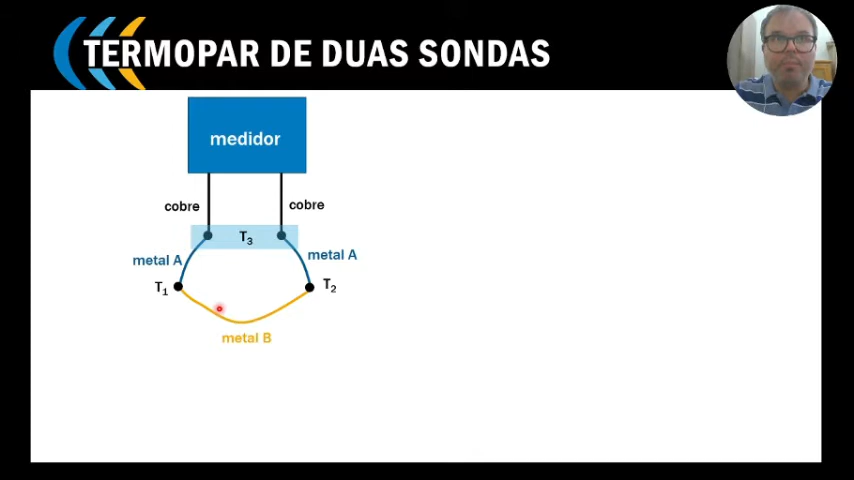 TERMOPAR DE DUAS SONDAS
medidor
cobre
cobre
T₃
metal A
metal A
T₁
T₂
metal B